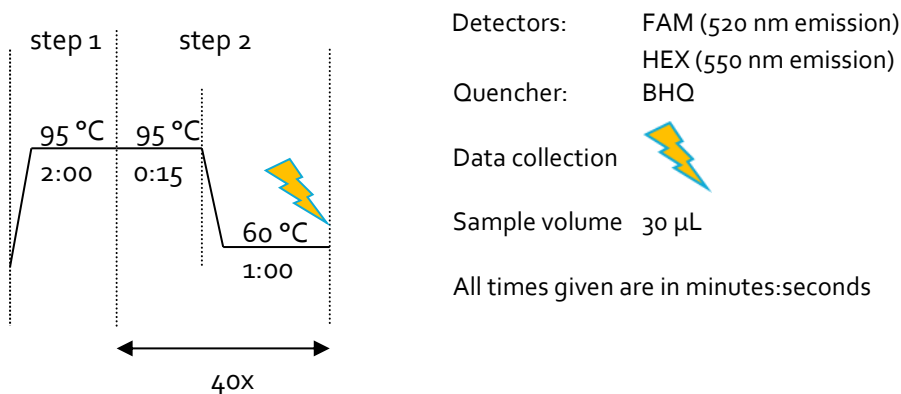 step 1 step 2
95 °C 95 °C
2:00 0:15
60 °C
1:00
40x
Detectors: FAM (520 nm emission)
HEX (550 nm emission)
Quencher: BHQ
Data collection
Sample volume 30 µL
All times given are in minutes:seconds